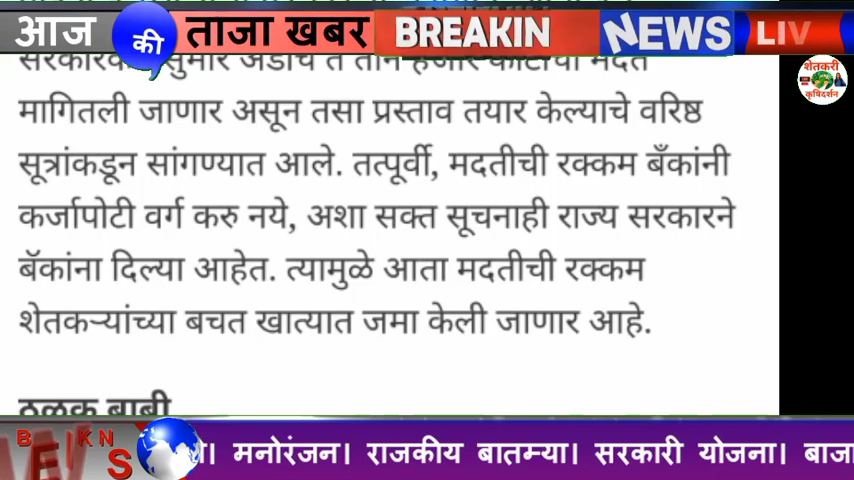 आज की ताजा खबर BREAKIN NEWS LIV
शेतकरी
कृषिदर्शन
मागितली जाणार असून तसा प्रस्ताव तयार केल्याचे वरिष्ठ
सूत्रांकडून सांगण्यात आले. तत्पूर्वी, मदतीची रक्कम बँकांनी
कर्जापोटी वर्ग करु नये, अशा सक्त सूचनाही राज्य सरकारने
बॅकांना दिल्या आहेत. त्यामुळे आता मदतीची रक्कम
शेतकऱ्यांच्या बचत खात्यात जमा केली जाणार आहे.
ठळक बाबी
। मनोरंजन। राजकीय बातम्या। सरकारी योजना। बाजा